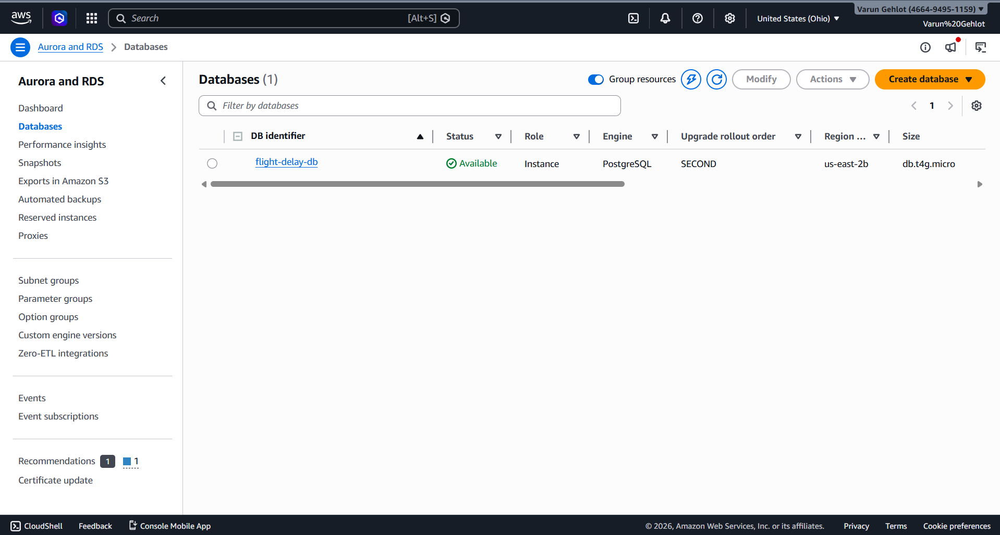 aws
Search [Alt+S]
United States (Ohio)
Varun Gehlot (4664-9495-1159)
Varun%20Gehlot
Aurora and RDS
Databases
Aurora and RDS
Dashboard
Databases
Performance insights
Snapshots
Exports in Amazon S3
Automated backups
Reserved instances
Proxies
Subnet groups
Parameter groups
Option groups
Custom engine versions
Zero-ETL integrations
Events
Event subscriptions
Recommendations 1 1
Certificate update
Databases (1)
Group resources
Modify
Actions
Create database
Filter by databases
1
DB identifier Status Role Engine Upgrade rollout order Region ... Size
flight-delay-db Available Instance PostgreSQL SECOND us-east-2b db.t4g.micro
CloudShell Feedback Console Mobile App © 2026, Amazon Web Services, Inc. or its affiliates. Privacy Terms Cookie preferences